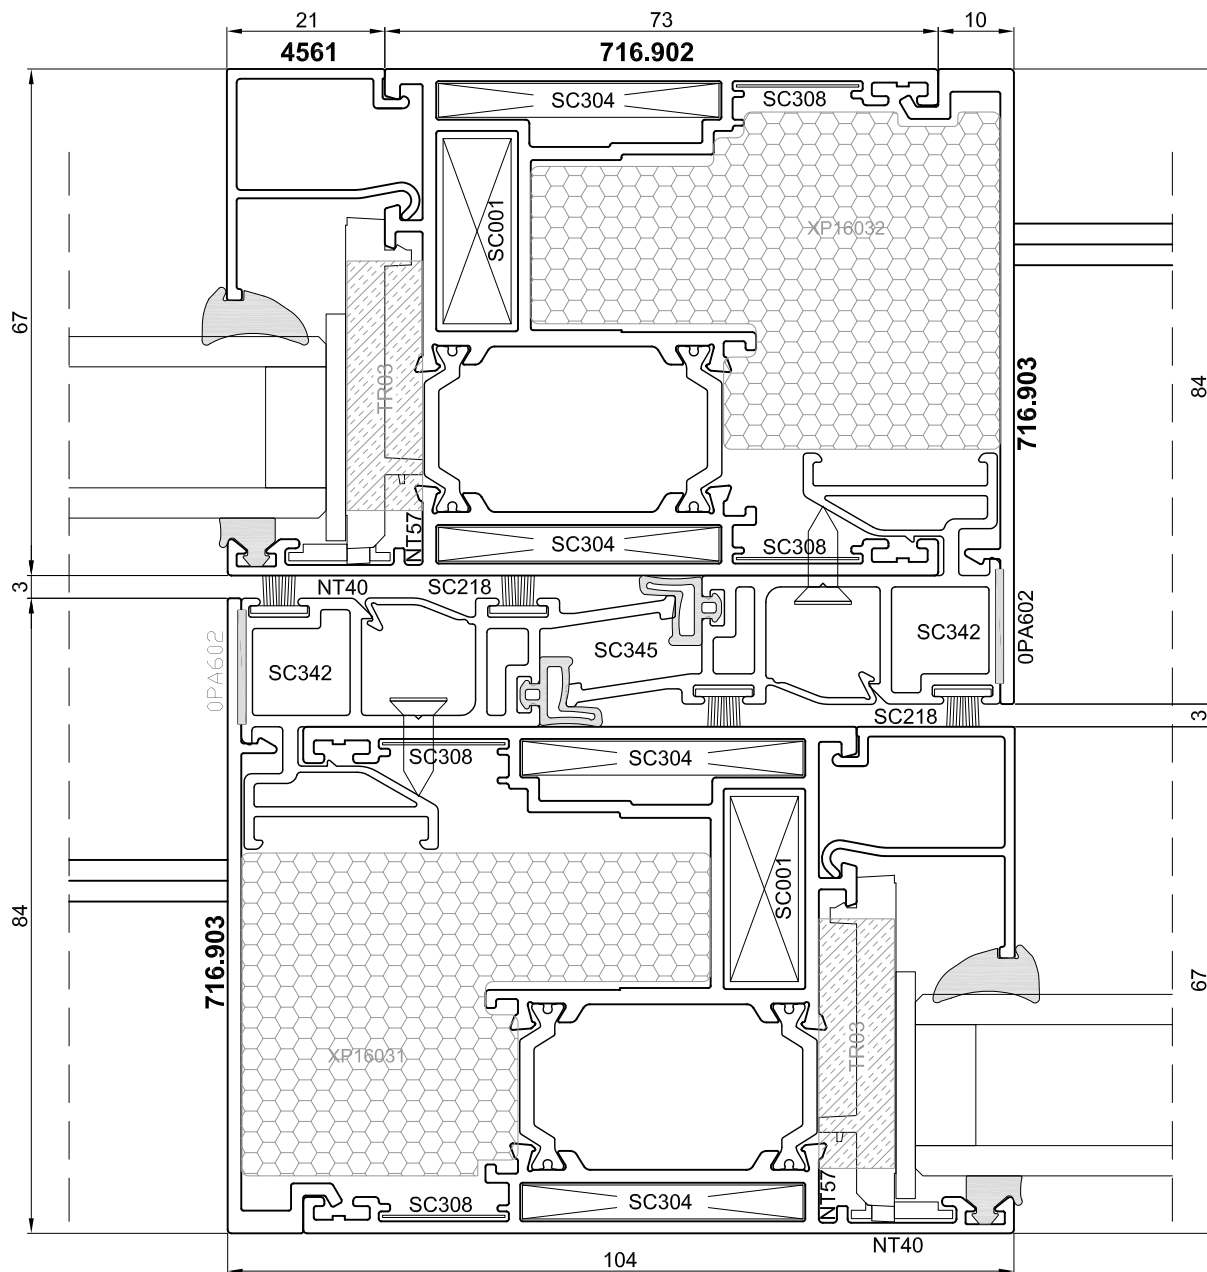 21
73
10
4561
716.902
SC304
SC308
SC001
XP16032
67
84
716.903
TR03
NT57
SC304
SC308
3
NT40
SC218
0PA602
SC342
SC345
SC342
0PA602
SC218
3
SC308
SC304
84
SC001
716.903
67
XP16031
TR03
NT57
SC308
SC304
NT40
104